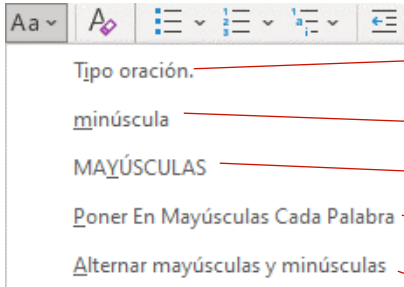 Aa
Tipo oración.
minúscula
MAYÚSCULAS
Poner En Mayúsculas Cada Palabra
Alternar mayúsculas y minúsculas